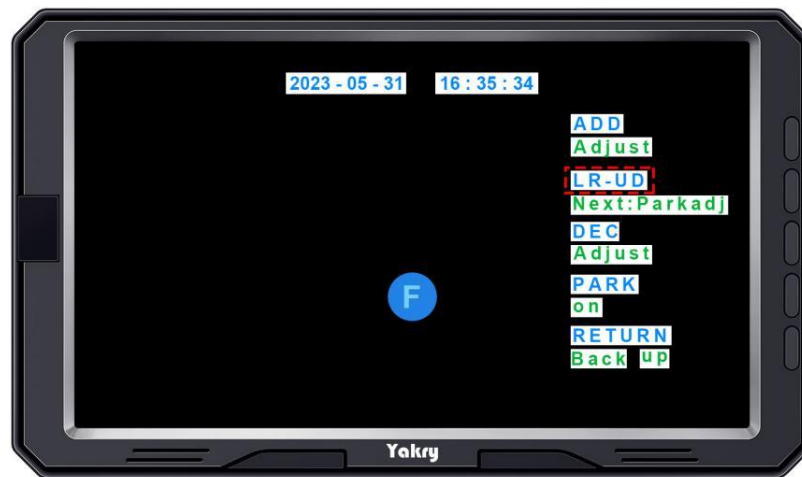 2023 - 05 - 31 16 : 35 : 34
ADD
Adjust
LR-UD
Next:Parkadj
DEC
Adjust
PARK
on
RETURN
Back up
F
Yakry